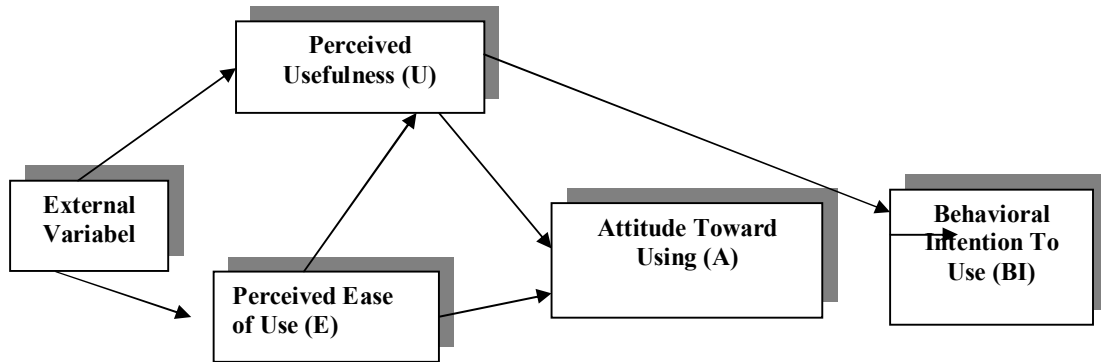 Perceived
Usefulness (U)
External
Variabel
Perceived Ease
of Use (E)
Attitude Toward
Using (A)
Behavioral
Intention To
Use (BI)